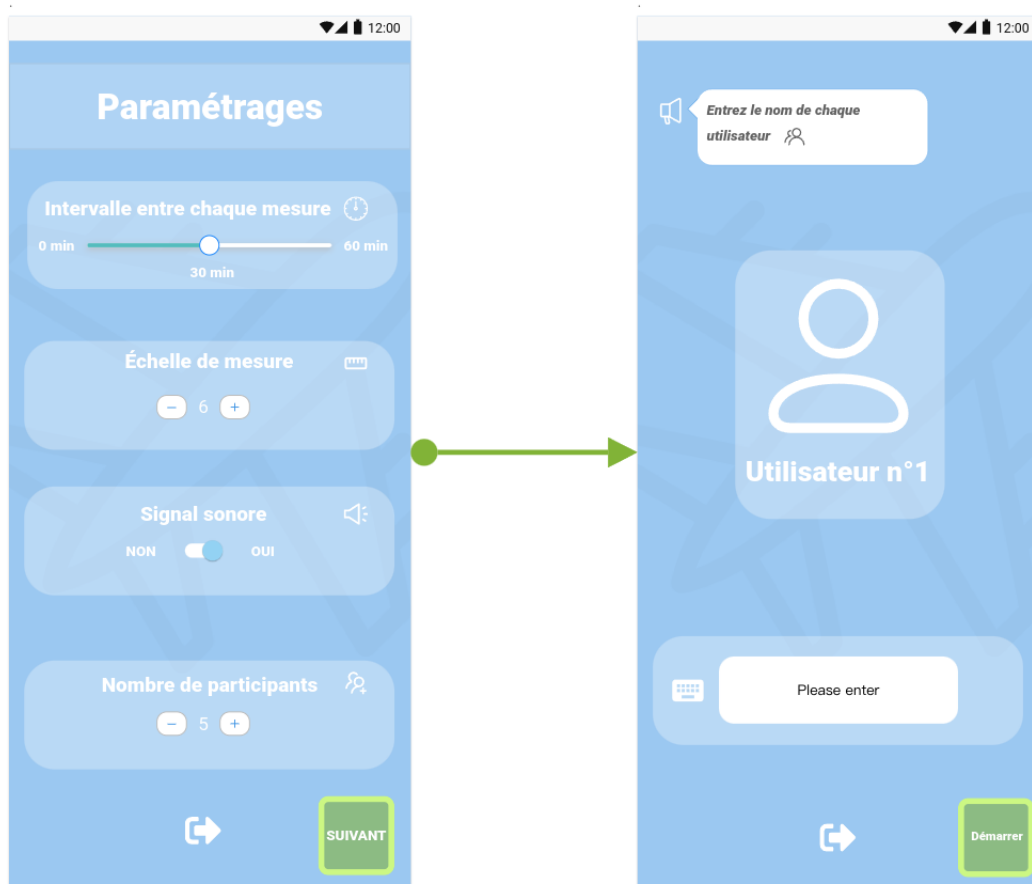 12:00
Paramétrages
Intervalle entre chaque mesure
0 min
60 min
30 min
Échelle de mesure
− 6 +
Signal sonore
NON
OUI
Nombre de participants
− 5 +
SUIVANT
12:00
Entrez le nom de chaque
utilisateur
Utilisateur n°1
Please enter
Démarrer